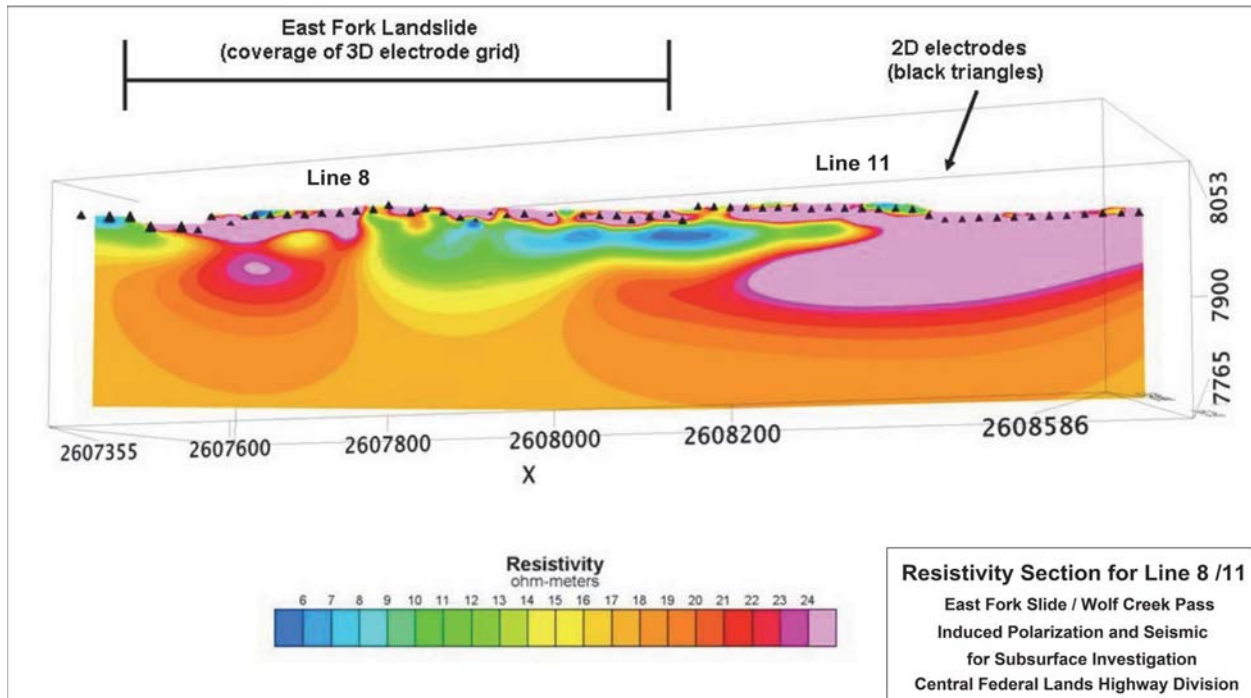 East Fork Landslide
(coverage of 3D electrode grid)
2D electrodes
(black triangles)
Line 8
Line 11
8053
7900
7765
2607355
2607600
2607800
2608000
2608200
2608586
X
Resistivity
ohm-meters
6 7 8 9 10 11 12 13 14 15 16 17 18 19 20 21 22 23 24
Resistivity Section for Line 8 /11
East Fork Slide / Wolf Creek Pass
Induced Polarization and Seismic
for Subsurface Investigation
Central Federal Lands Highway Division